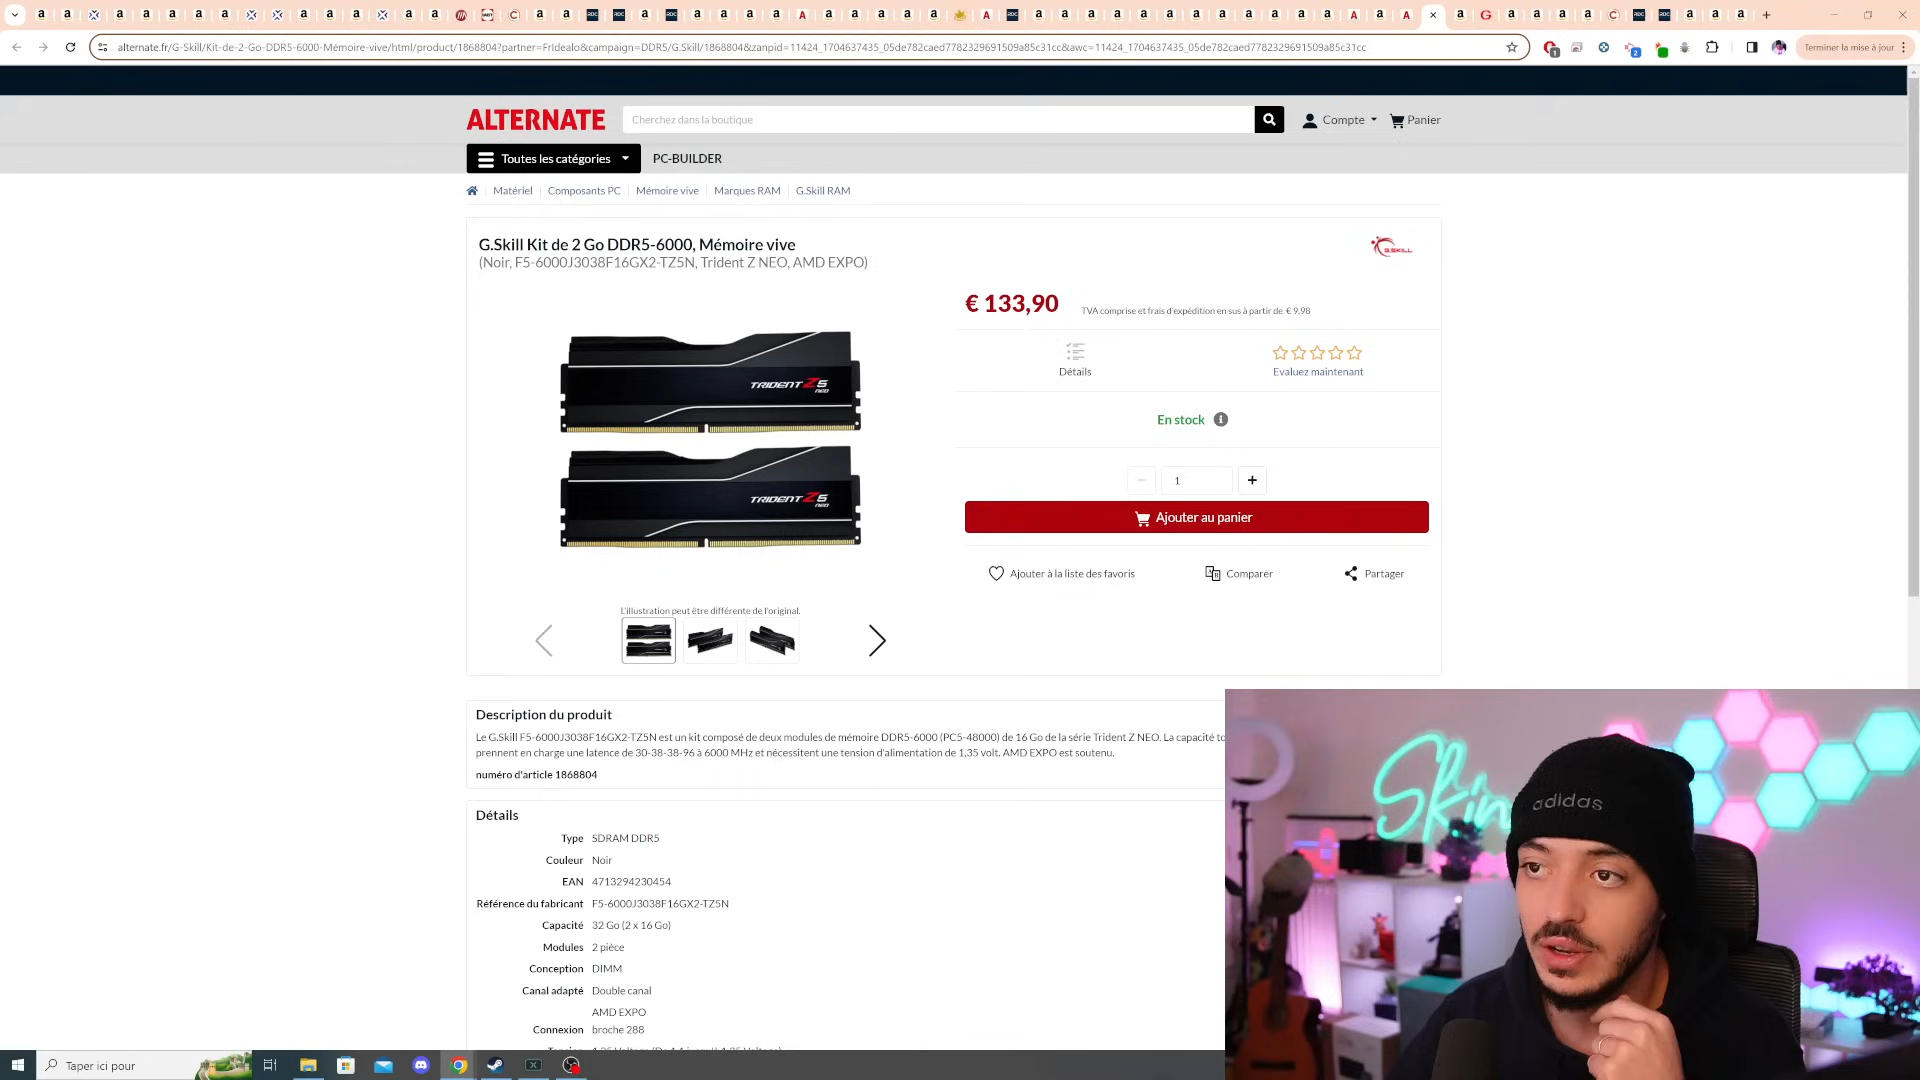 alternate.fr/G-Skill/Kit-de-2-Go-DDR5-6000-Mémoire-vive/html/product/1868804?partner=FrIdealo&campaign=DDR5/G.Skill/1868804&zanpid=11424_1704637435_05de782caed7782329691509a85c31cc&awc=11424_1704637435_05de782caed7782329691509a85c31cc
Terminer la mise à jour
ALTERNATE
Cherchez dans la boutique
Compte
Panier
Toutes les catégories
PC-BUILDER
Matériel
Composants PC
Mémoire vive
Marques RAM
G.Skill RAM
G.Skill Kit de 2 Go DDR5-6000, Mémoire vive
(Noir, F5-6000J3038F16GX2-TZ5N, Trident Z NEO, AMD EXPO)
G.SKILL
€ 133,90
TVA comprise et frais d'expédition en sus à partir de € 9,98
Détails
Evaluez maintenant
En stock
1
Ajouter au panier
Ajouter à la liste des favoris
Comparer
Partager
TRIDENT Z5 NEO
TRIDENT Z5 NEO
L'illustration peut être différente de l'original.
Description du produit
Le G.Skill F5-6000J3038F16GX2-TZ5N est un kit composé de deux modules de mémoire DDR5-6000 (PC5-48000) de 16 Go de la série Trident Z NEO. La capacité to
prennent en charge une latence de 30-38-38-96 à 6000 MHz et nécessitent une tension d'alimentation de 1,35 volt. AMD EXPO est soutenu.
numéro d'article 1868804
Détails
Type SDRAM DDR5
Couleur Noir
EAN 4713294230454
Référence du fabricant F5-6000J3038F16GX2-TZ5N
Capacité 32 Go (2 x 16 Go)
Modules 2 pièce
Conception DIMM
Canal adapté Double canal
AMD EXPO
Connexion broche 288
Skin
adidas
Taper ici pour